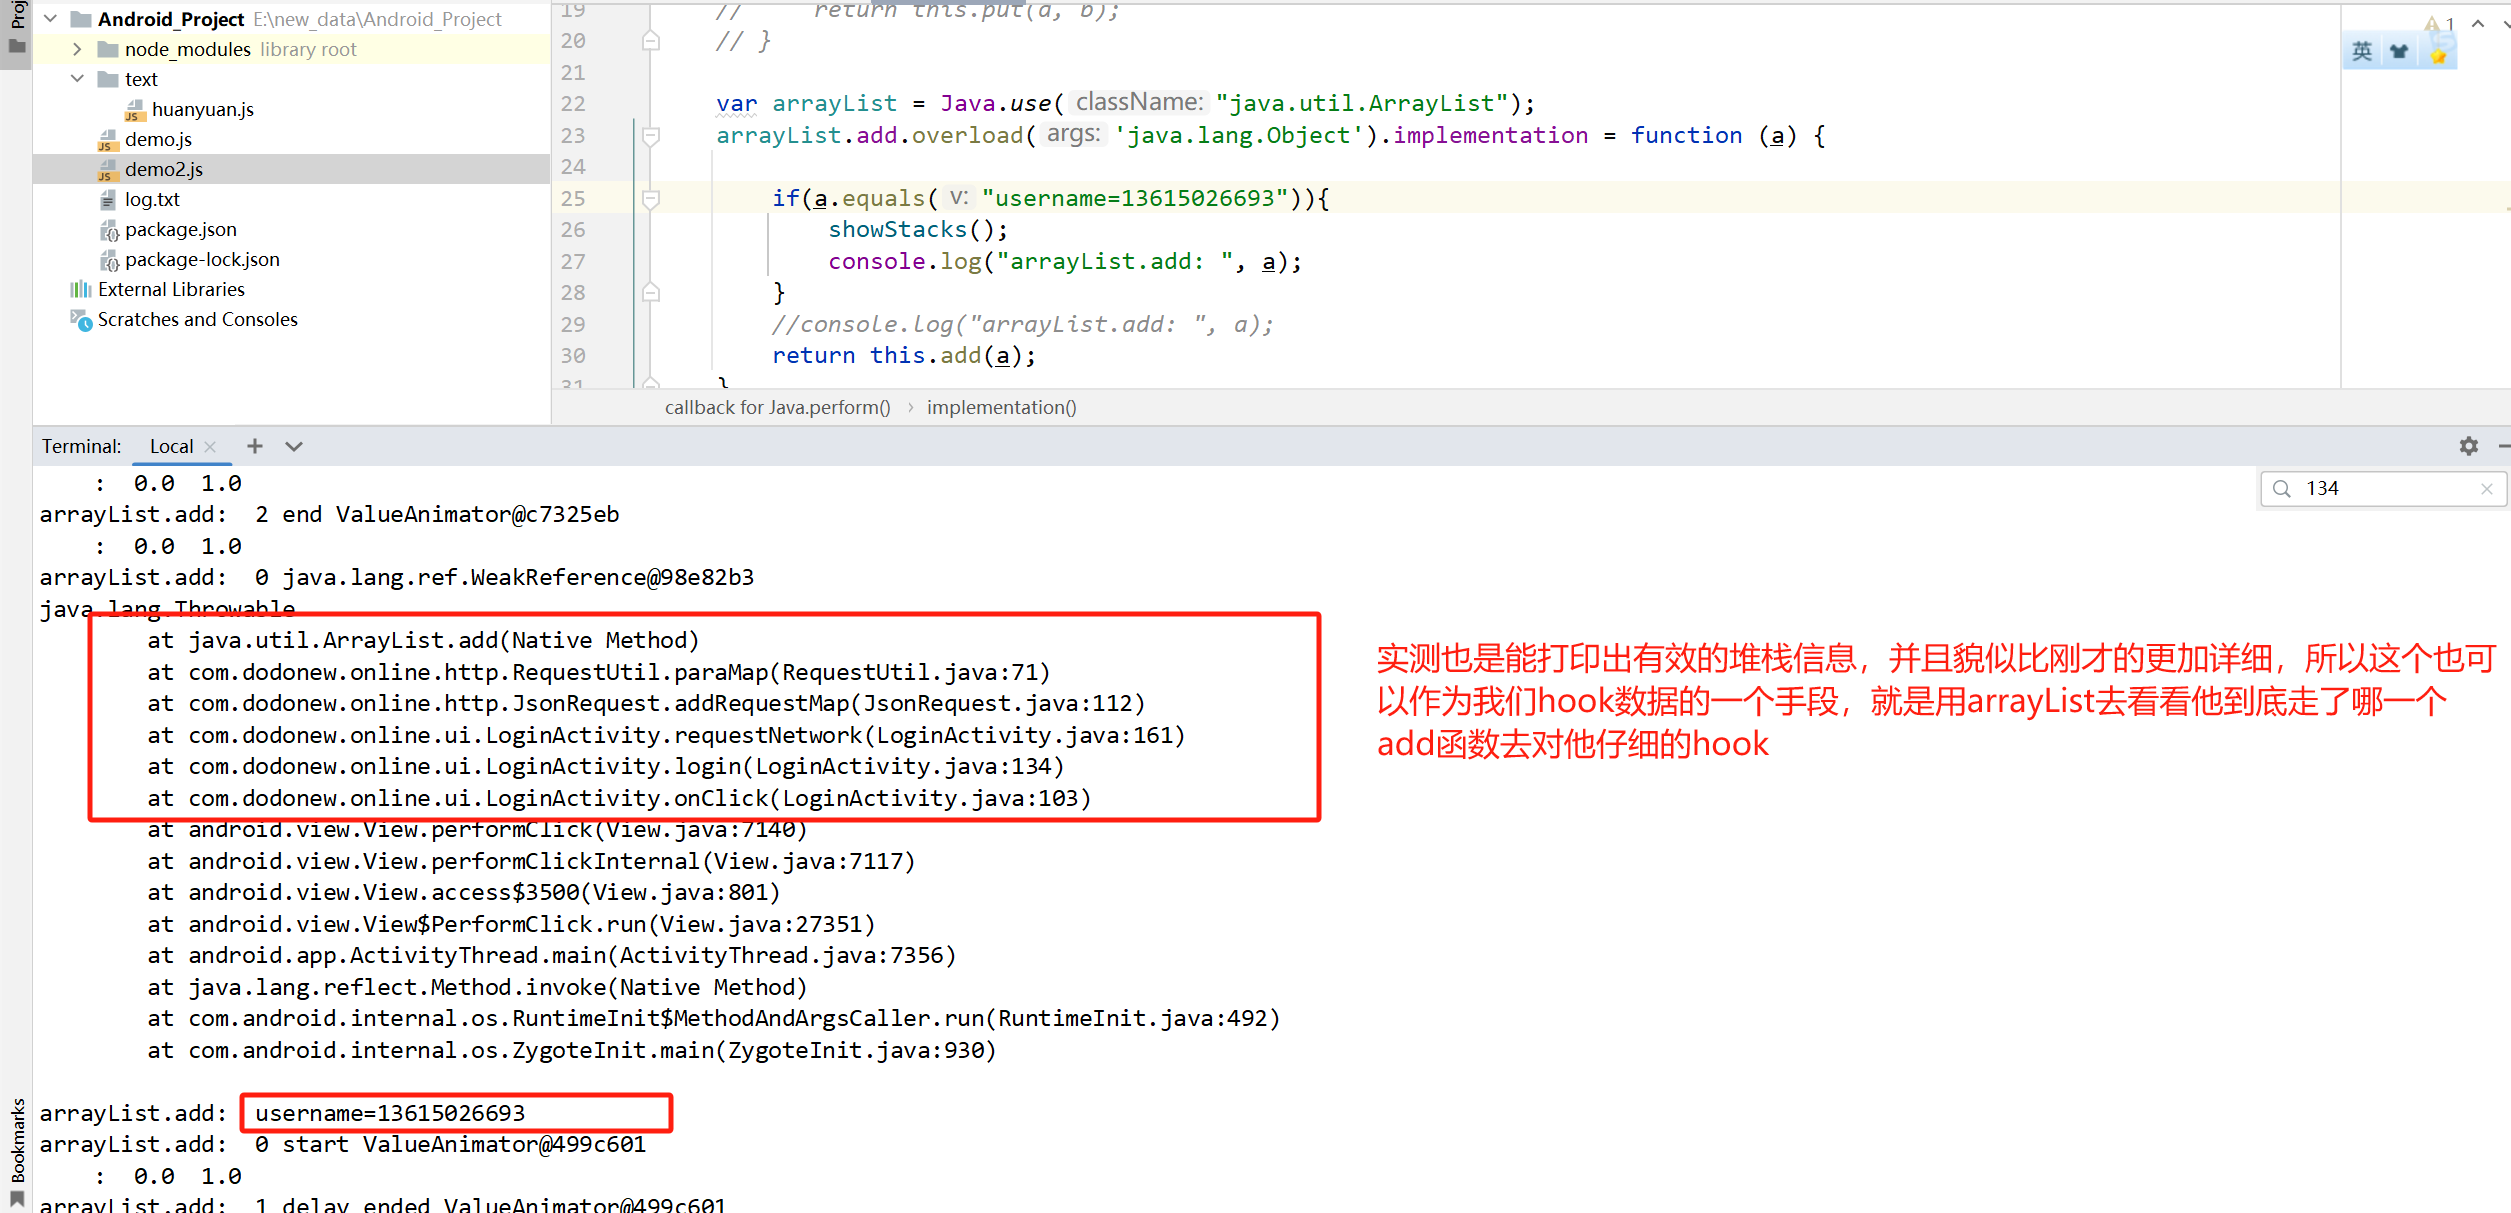 Proj
Android_Project E:\new_data\Android_Project
node_modules library root
text
huanyuan.js
demo.js
demo2.js
log.txt
package.json
package-lock.json
External Libraries
Scratches and Consoles
19 // return this.put(a, b);
20 // }
21
22 var arrayList = Java.use( className: "java.util.ArrayList");
23 arrayList.add.overload( args: 'java.lang.Object').implementation = function (a) {
24
25 if(a.equals( v: "username=13615026693")){
26 showStacks();
27 console.log("arrayList.add: ", a);
28 }
29 //console.log("arrayList.add: ", a);
30 return this.add(a);
31 }
1
英
callback for Java.perform() › implementation()
Terminal: Local
134
: 0.0 1.0
arrayList.add: 2 end ValueAnimator@c7325eb
: 0.0 1.0
arrayList.add: 0 java.lang.ref.WeakReference@98e82b3
java.lang.Throwable
at java.util.ArrayList.add(Native Method)
at com.dodonew.online.http.RequestUtil.paraMap(RequestUtil.java:71)
at com.dodonew.online.http.JsonRequest.addRequestMap(JsonRequest.java:112)
at com.dodonew.online.ui.LoginActivity.requestNetwork(LoginActivity.java:161)
at com.dodonew.online.ui.LoginActivity.login(LoginActivity.java:134)
at com.dodonew.online.ui.LoginActivity.onClick(LoginActivity.java:103)
at android.view.View.performClick(View.java:7140)
at android.view.View.performClickInternal(View.java:7117)
at android.view.View.access$3500(View.java:801)
at android.view.View$PerformClick.run(View.java:27351)
at android.app.ActivityThread.main(ActivityThread.java:7356)
at java.lang.reflect.Method.invoke(Native Method)
at com.android.internal.os.RuntimeInit$MethodAndArgsCaller.run(RuntimeInit.java:492)
at com.android.internal.os.ZygoteInit.main(ZygoteInit.java:930)
实测也是能打印出有效的堆栈信息，并且貌似比刚才的更加详细，所以这个也可
以作为我们hook数据的一个手段，就是用arrayList去看看他到底走了哪一个
add函数去对他仔细的hook
arrayList.add: username=13615026693
arrayList.add: 0 start ValueAnimator@499c601
: 0.0 1.0
arrayList.add: 1 delay ended ValueAnimator@499c601
Bookmarks